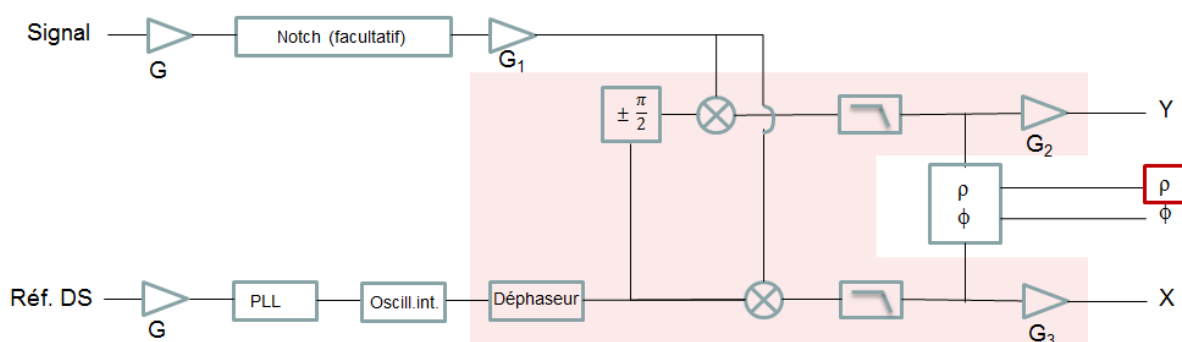 Signal
G
Notch (facultatif)
G₁
± π/2
G₂
Y
ρ
ϕ
ρ
ϕ
Réf. DS
G
PLL
Oscill.int.
Déphaseur
G₃
X